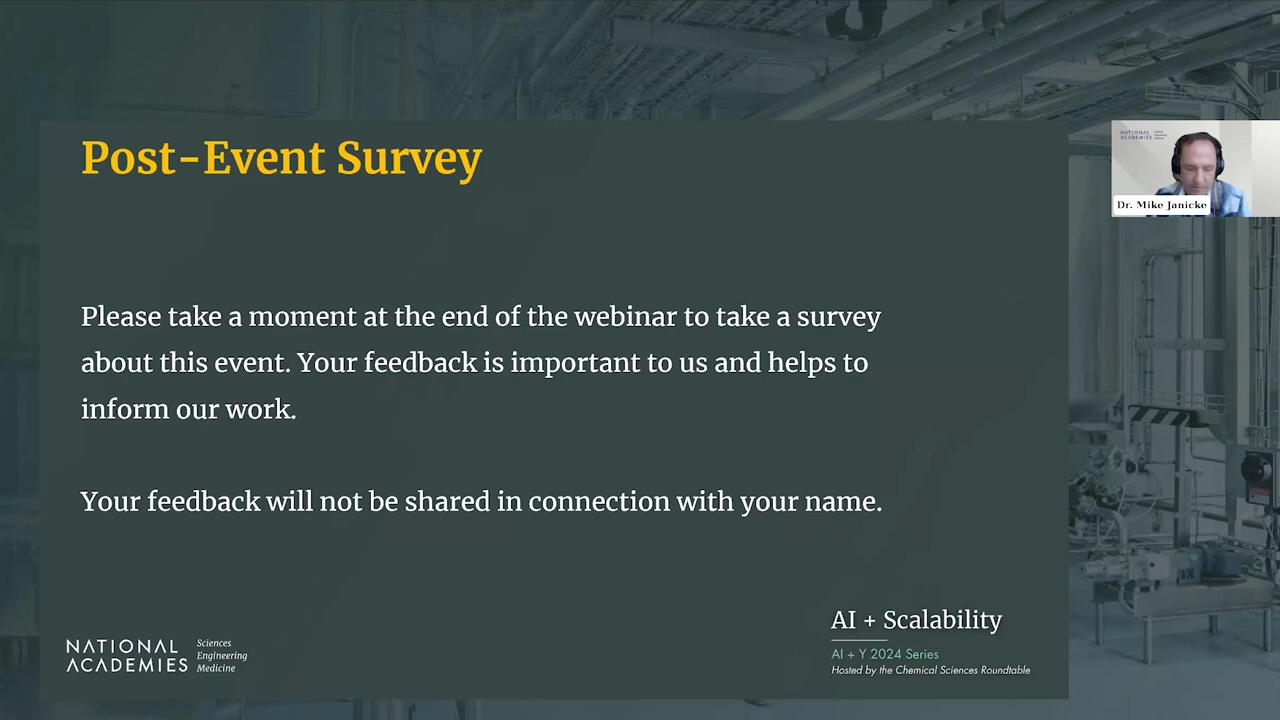 Post-Event Survey
Please take a moment at the end of the webinar to take a survey
about this event. Your feedback is important to us and helps to
inform our work.
Your feedback will not be shared in connection with your name.
NATIONAL
ACADEMIES
Sciences
Engineering
Medicine
AI + Scalability
AI + Y 2024 Series
Hosted by the Chemical Sciences Roundtable
NATIONAL
ACADEMIES
Dr. Mike Janicke